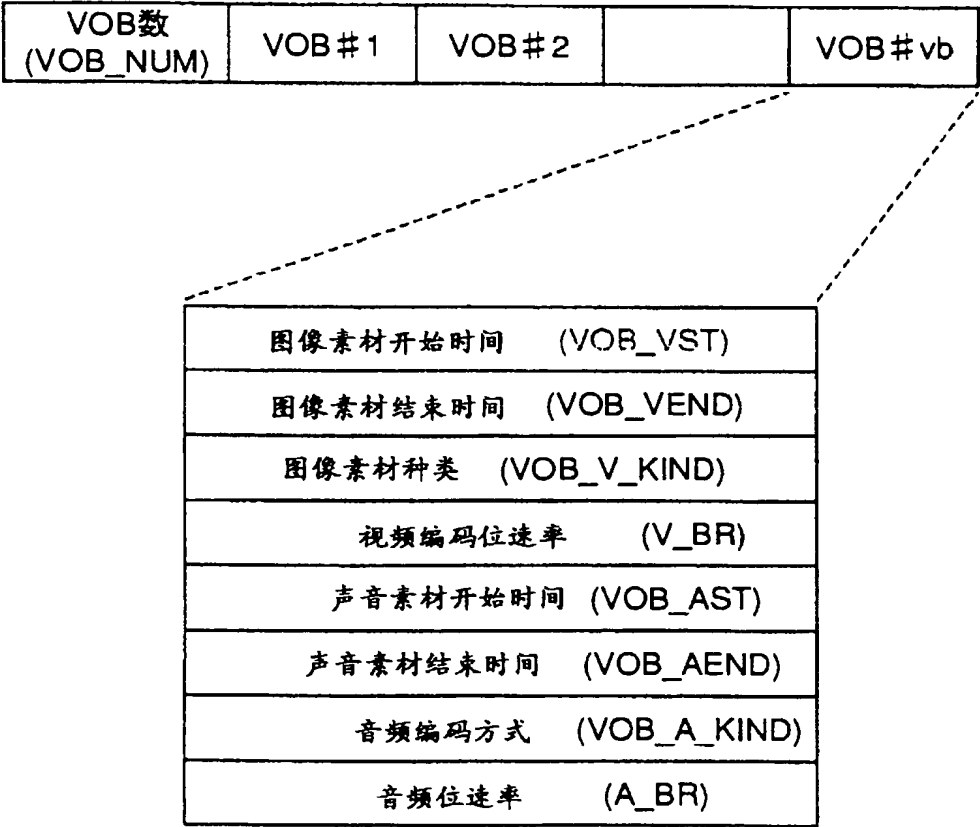 VOB数
(VOB_NUM)
VOB#1
VOB#2
VOB#vb
图像素材开始时间 (VOB_VST)
图像素材结束时间 (VOB_VEND)
图像素材种类 (VOB_V_KIND)
视频编码位速率 (V_BR)
声音素材开始时间 (VOB_AST)
声音素材结束时间 (VOB_AEND)
音频编码方式 (VOB_A_KIND)
音频位速率 (A_BR)